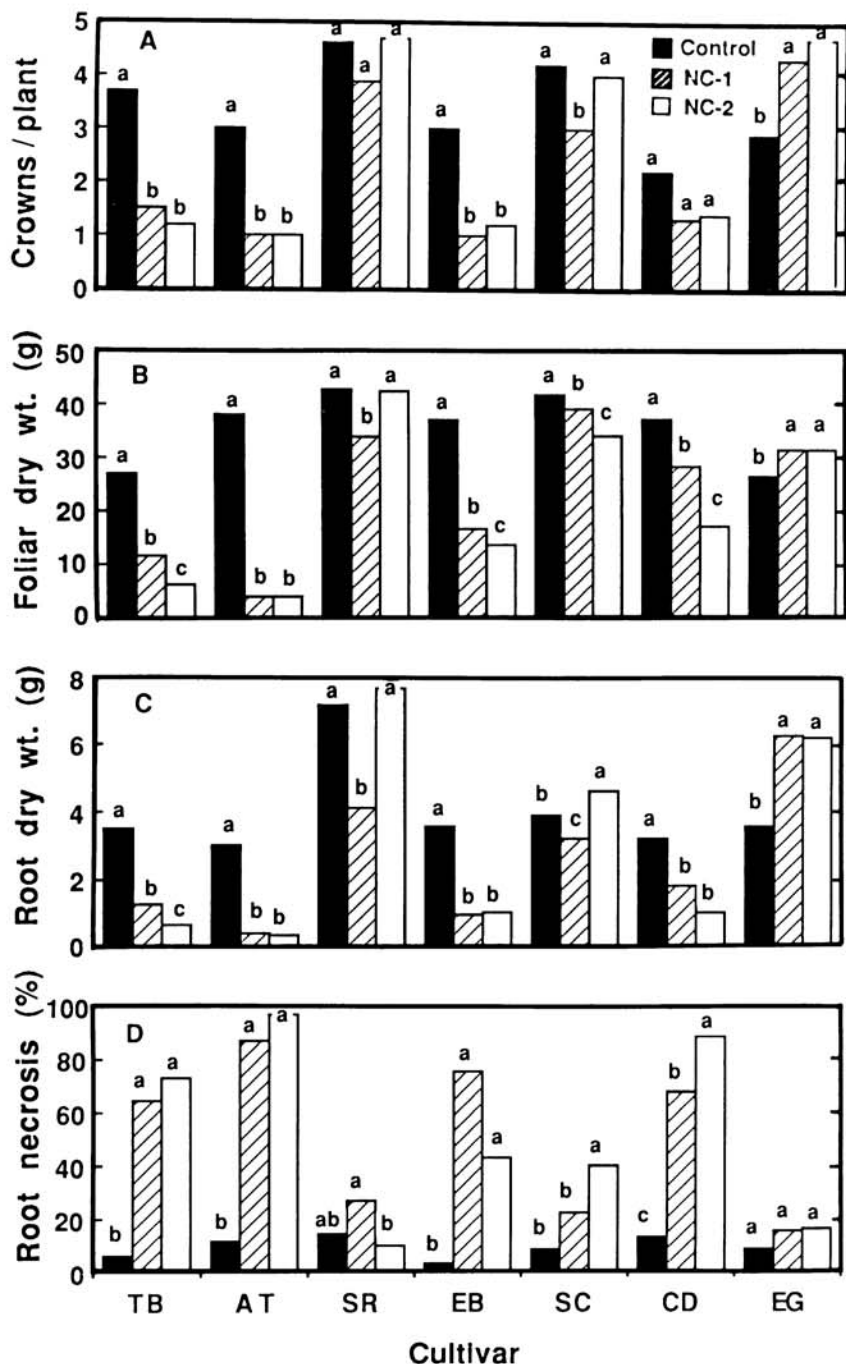 A
Control
NC-1
NC-2
Crowns/plant
5
4
3
2
1
0
a b b
a b b
a a a
a b b
a b a
a a a
b a a
B
Foliar dry wt. (g)
50
40
30
20
10
0
a b c
a b b
a b a
a b c
a b c
a b c
b a a
C
Root dry wt. (g)
8
6
4
2
0
a b c
a b b
a b a
a b b
b c a
a b c
b a a
D
Root necrosis (%)
100
80
60
40
20
0
b a a
b a a
ab a b
b a a
b b a
c b a
a a a
TB AT SR EB SC CD EG
Cultivar